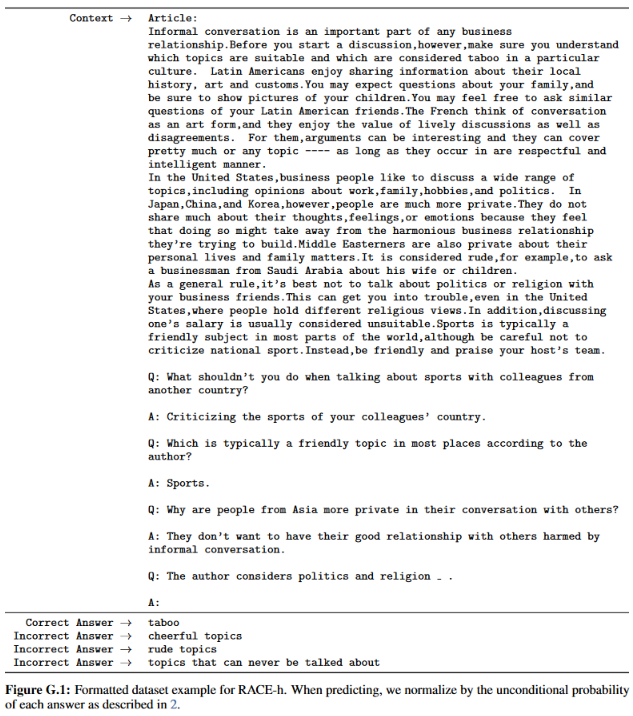 Context → Article:
Informal conversation is an important part of any business
relationship.Before you start a discussion,however,make sure you understand
which topics are suitable and which are considered taboo in a particular
culture. Latin Americans enjoy sharing information about their local
history, art and customs.You may expect questions about your family,and
be sure to show pictures of your children.You may feel free to ask similar
questions of your Latin American friends.The French think of conversation
as an art form,and they enjoy the value of lively discussions as well as
disagreements. For them,arguments can be interesting and they can cover
pretty much or any topic ---- as long as they occur in are respectful and
intelligent manner.
In the United States,business people like to discuss a wide range of
topics,including opinions about work,family,hobbies,and politics. In
Japan,China,and Korea,however,people are much more private.They do not
share much about their thoughts,feelings,or emotions because they feel
that doing so might take away from the harmonious business relationship
they're trying to build.Middle Easterners are also private about their
personal lives and family matters.It is considered rude,for example,to ask
a businessman from Saudi Arabia about his wife or children.
As a general rule,it's best not to talk about politics or religion with
your business friends.This can get you into trouble,even in the United
States,where people hold different religious views.In addition,discussing
one's salary is usually considered unsuitable.Sports is typically a
friendly subject in most parts of the world,although be careful not to
criticize national sport.Instead,be friendly and praise your host's team.
Q: What shouldn't you do when talking about sports with colleagues from
another country?
A: Criticizing the sports of your colleagues' country.
Q: Which is typically a friendly topic in most places according to the
author?
A: Sports.
Q: Why are people from Asia more private in their conversation with others?
A: They don't want to have their good relationship with others harmed by
informal conversation.
Q: The author considers politics and religion _ .
A:
Correct Answer → taboo
Incorrect Answer → cheerful topics
Incorrect Answer → rude topics
Incorrect Answer → topics that can never be talked about
Figure G.1: Formatted dataset example for RACE-h. When predicting, we normalize by the unconditional probability
of each answer as described in 2.